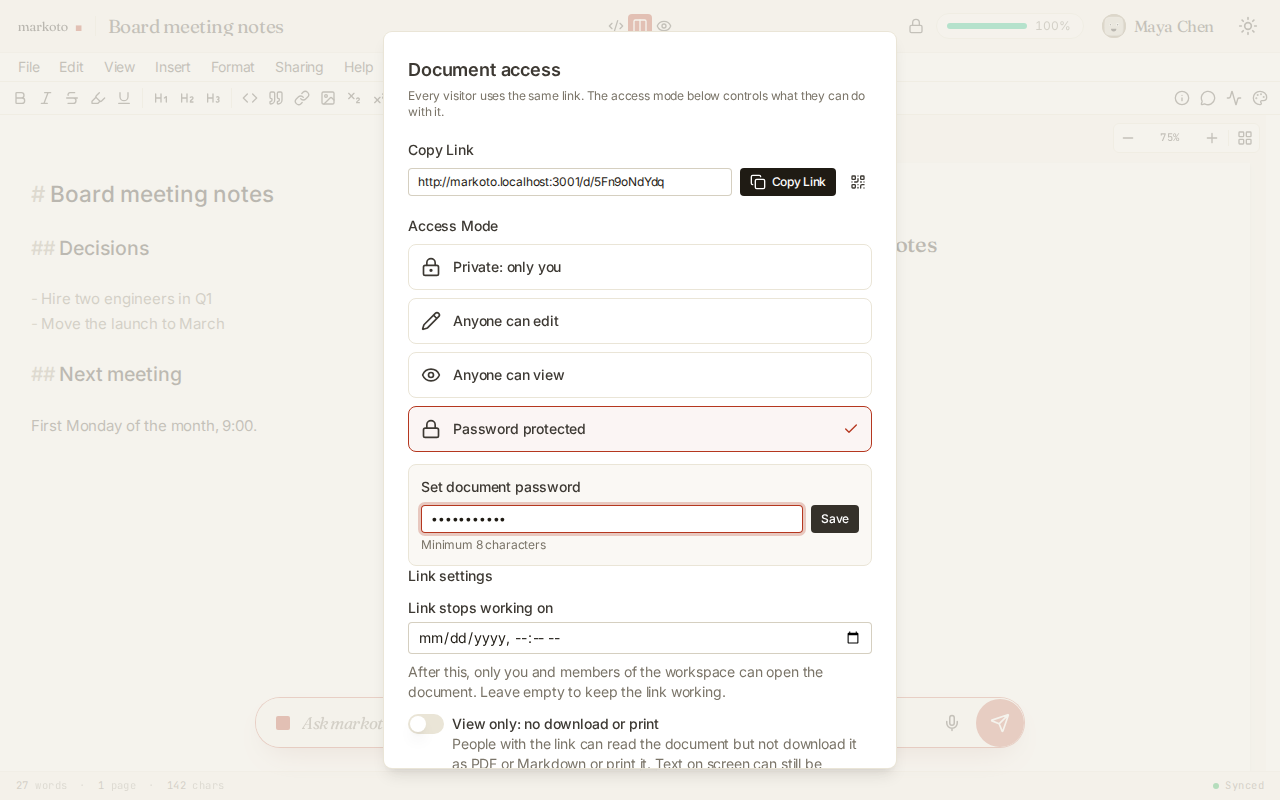 markoto
Board meeting notes
100%
Maya Chen
File Edit View Insert Format Sharing Help
H1 H2 H3
75%
# Board meeting notes
## Decisions
- Hire two engineers in Q1
- Move the launch to March
## Next meeting
First Monday of the month, 9:00.
otes
Document access
Every visitor uses the same link. The access mode below controls what they can do
with it.
Copy Link
http://markoto.localhost:3001/d/5Fn9oNdYdq
Copy Link
Access Mode
Private: only you
Anyone can edit
Anyone can view
Password protected
Set document password
•••••••••••
Save
Minimum 8 characters
Link settings
Link stops working on
mm/dd/yyyy, --:-- --
After this, only you and members of the workspace can open the
document. Leave empty to keep the link working.
View only: no download or print
People with the link can read the document but not download it
as PDF or Markdown or print it. Text on screen can still be
Ask markot
27 words · 1 page · 142 chars
Synced